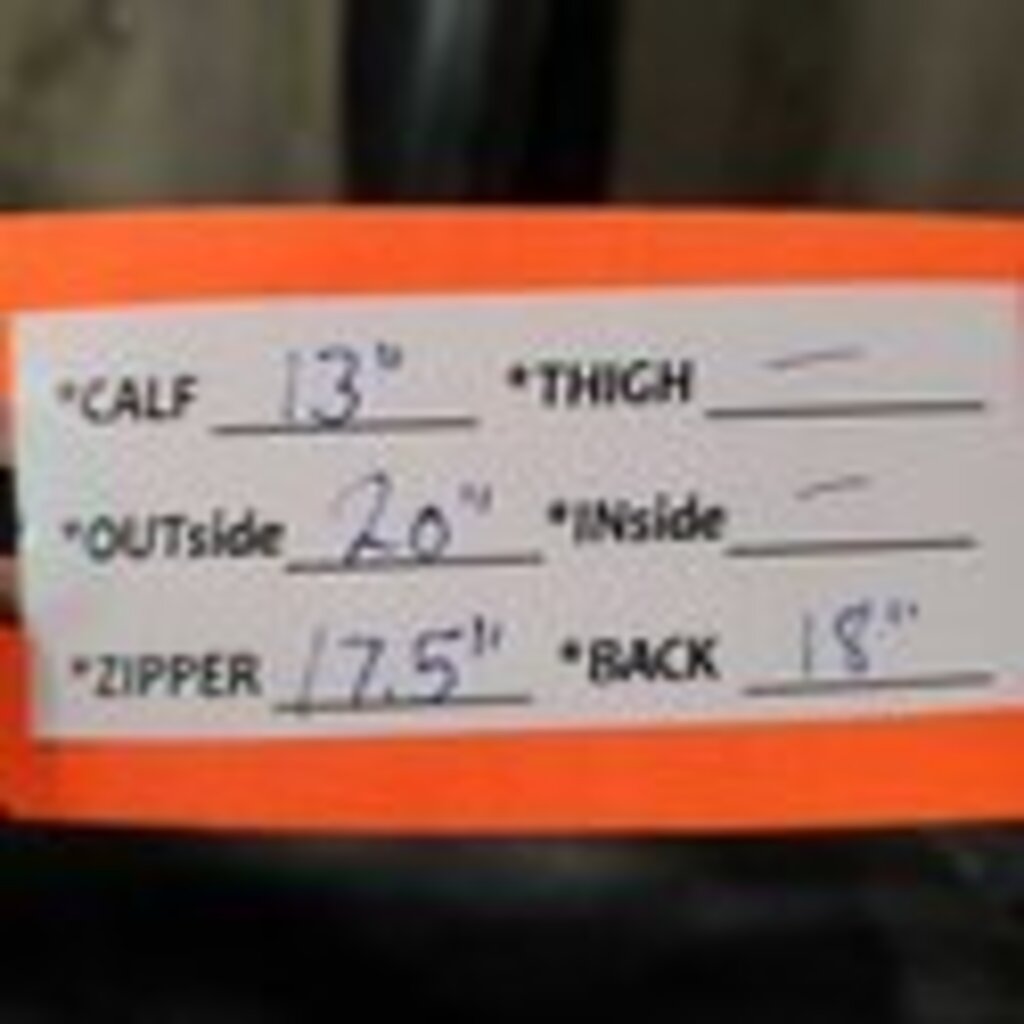 *CALF 13" *THIGH —
*OUTside 20" *INside —
*ZIPPER 17.5" *BACK 18"